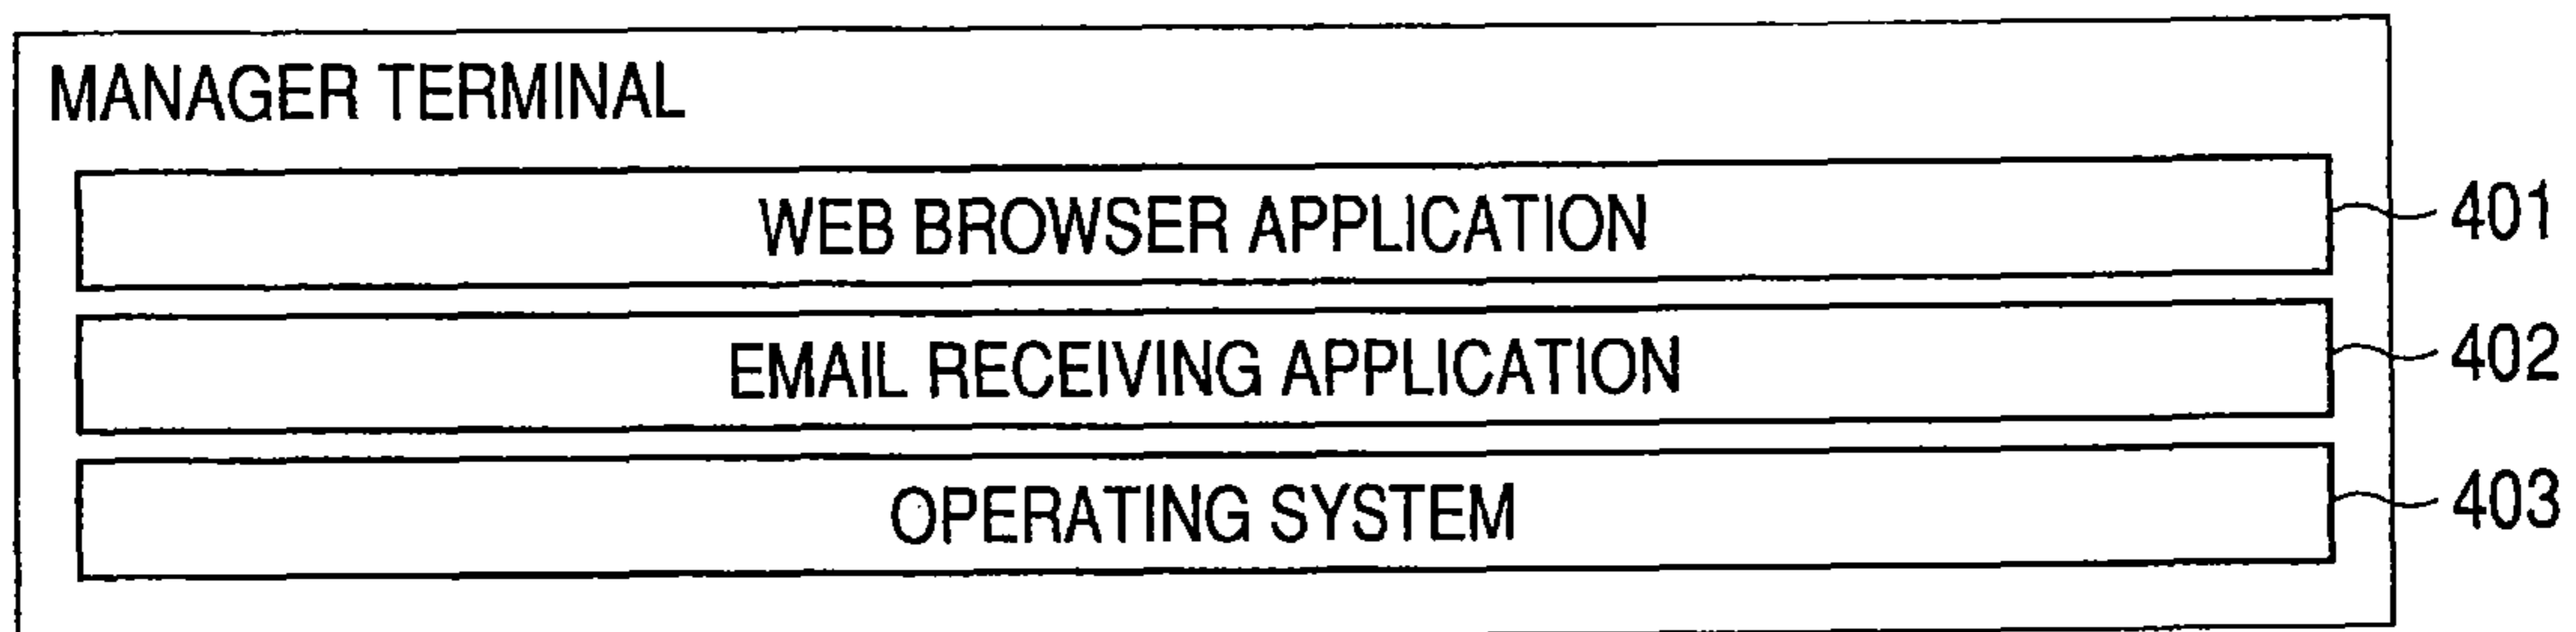 MANAGER TERMINAL
WEB BROWSER APPLICATION 401
EMAIL RECEIVING APPLICATION 402
OPERATING SYSTEM 403